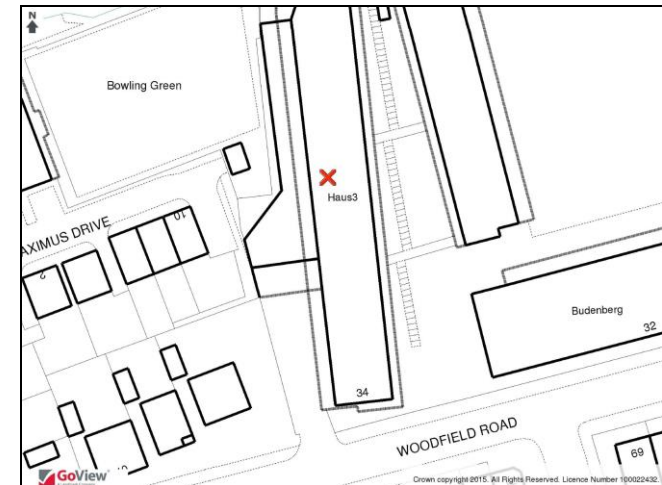 N
Bowling Green
Haus3
AXIMUS DRIVE
10
2
Budenberg
32
34
WOODFIELD ROAD
69
GoView
Crown copyright 2015. All Rights Reserved. Licence Number 100022432.